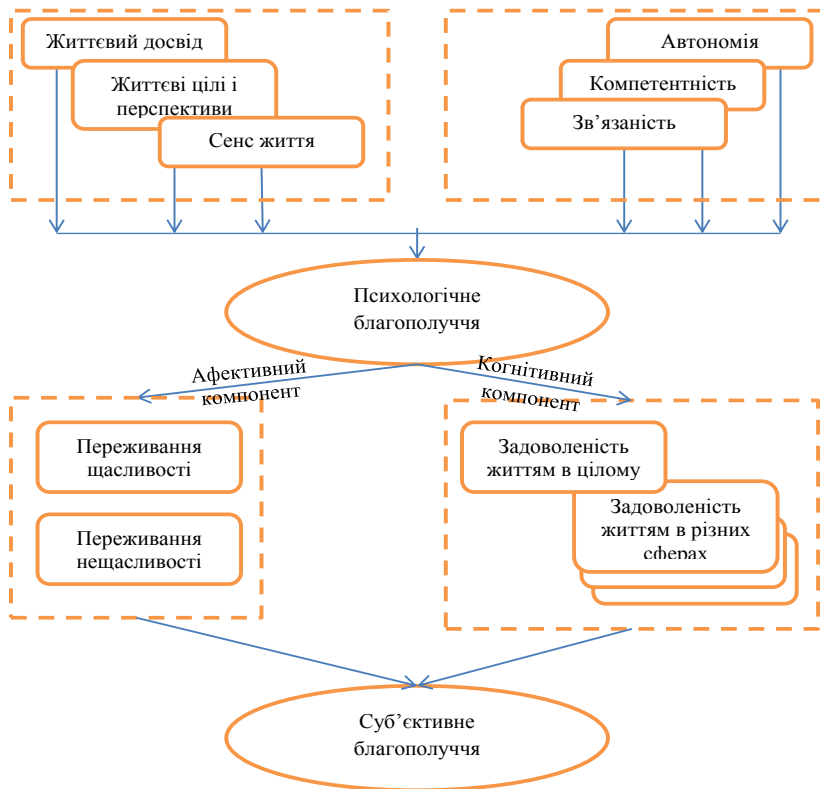 Життєвий досвід
Життєві цілі і
перспективи
Сенс життя
Автономія
Компетентність
Зв’язаність
Психологічне
благополуччя
Афективний
компонент
Когнітивний
компонент
Переживання
щасливості
Переживання
нещасливості
Задоволеність
життям в цілому
Задоволеність
життям в різних
сферах
Суб’єктивне
благополуччя